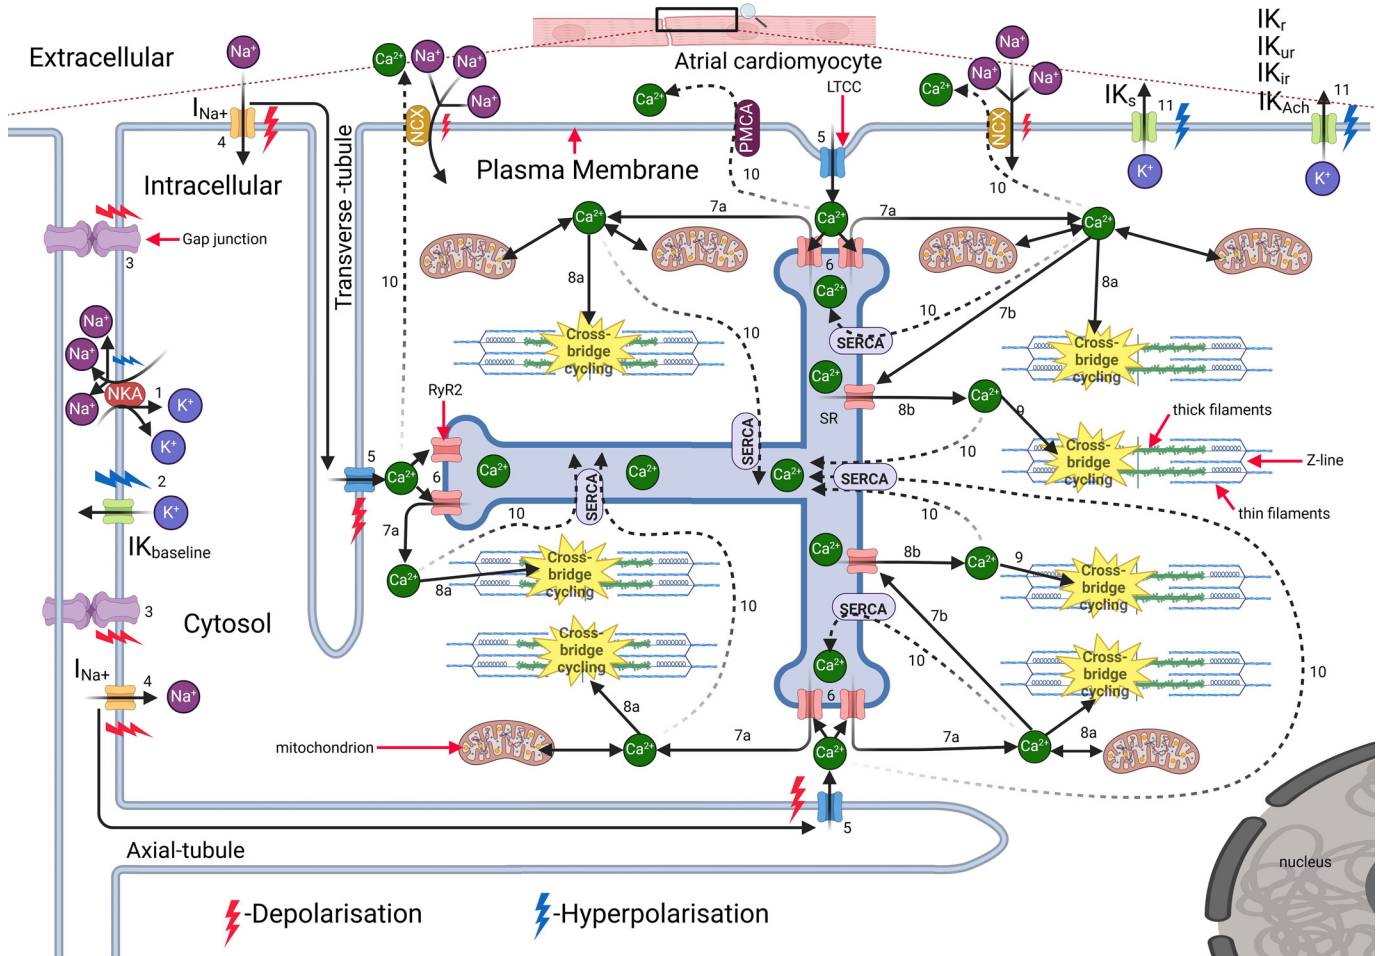 Extracellular
Na⁺
Ca²⁺
Na⁺
Na⁺
Na⁺
Atrial cardiomyocyte
LTCC
Ca²⁺
Na⁺
Na⁺
Na⁺
Ca²⁺
IKr
IKur
IKir
IKAch
11
IKs
11
INa+
4
NCX
PMCA
5
NCX
Intracellular
Transverse -tubule
Plasma Membrane
10
10
K⁺
K⁺
Gap junction
3
Ca²⁺
7a
Ca²⁺
7a
Ca²⁺
10
8a
6
Ca²⁺
10
7b
8a
Na⁺
Na⁺
Na⁺
NKA
1
K⁺
K⁺
Cross-
bridge
cycling
10
SERCA
Cross-
bridge
cycling
RyR2
Ca²⁺
SR
8b
Ca²⁺
9
thick filaments
Cross-
bridge
cycling
Z-line
thin filaments
10
SERCA
2
K⁺
IKbaseline
5
Ca²⁺
6
Ca²⁺
SERCA
Ca²⁺
Ca²⁺
SERCA
10
7a
10
Ca²⁺
8a
Cross-
bridge
cycling
10
Ca²⁺
8b
Ca²⁺
9
Cross-
bridge
cycling
3
Cytosol
SERCA
7b
10
10
Cross-
bridge
cycling
Ca²⁺
Cross-
bridge
cycling
INa+
4
Na⁺
6
8a
mitochondrion
Ca²⁺
7a
Ca²⁺
7a
Ca²⁺
8a
5
Axial-tubule
nucleus
-Depolarisation
-Hyperpolarisation